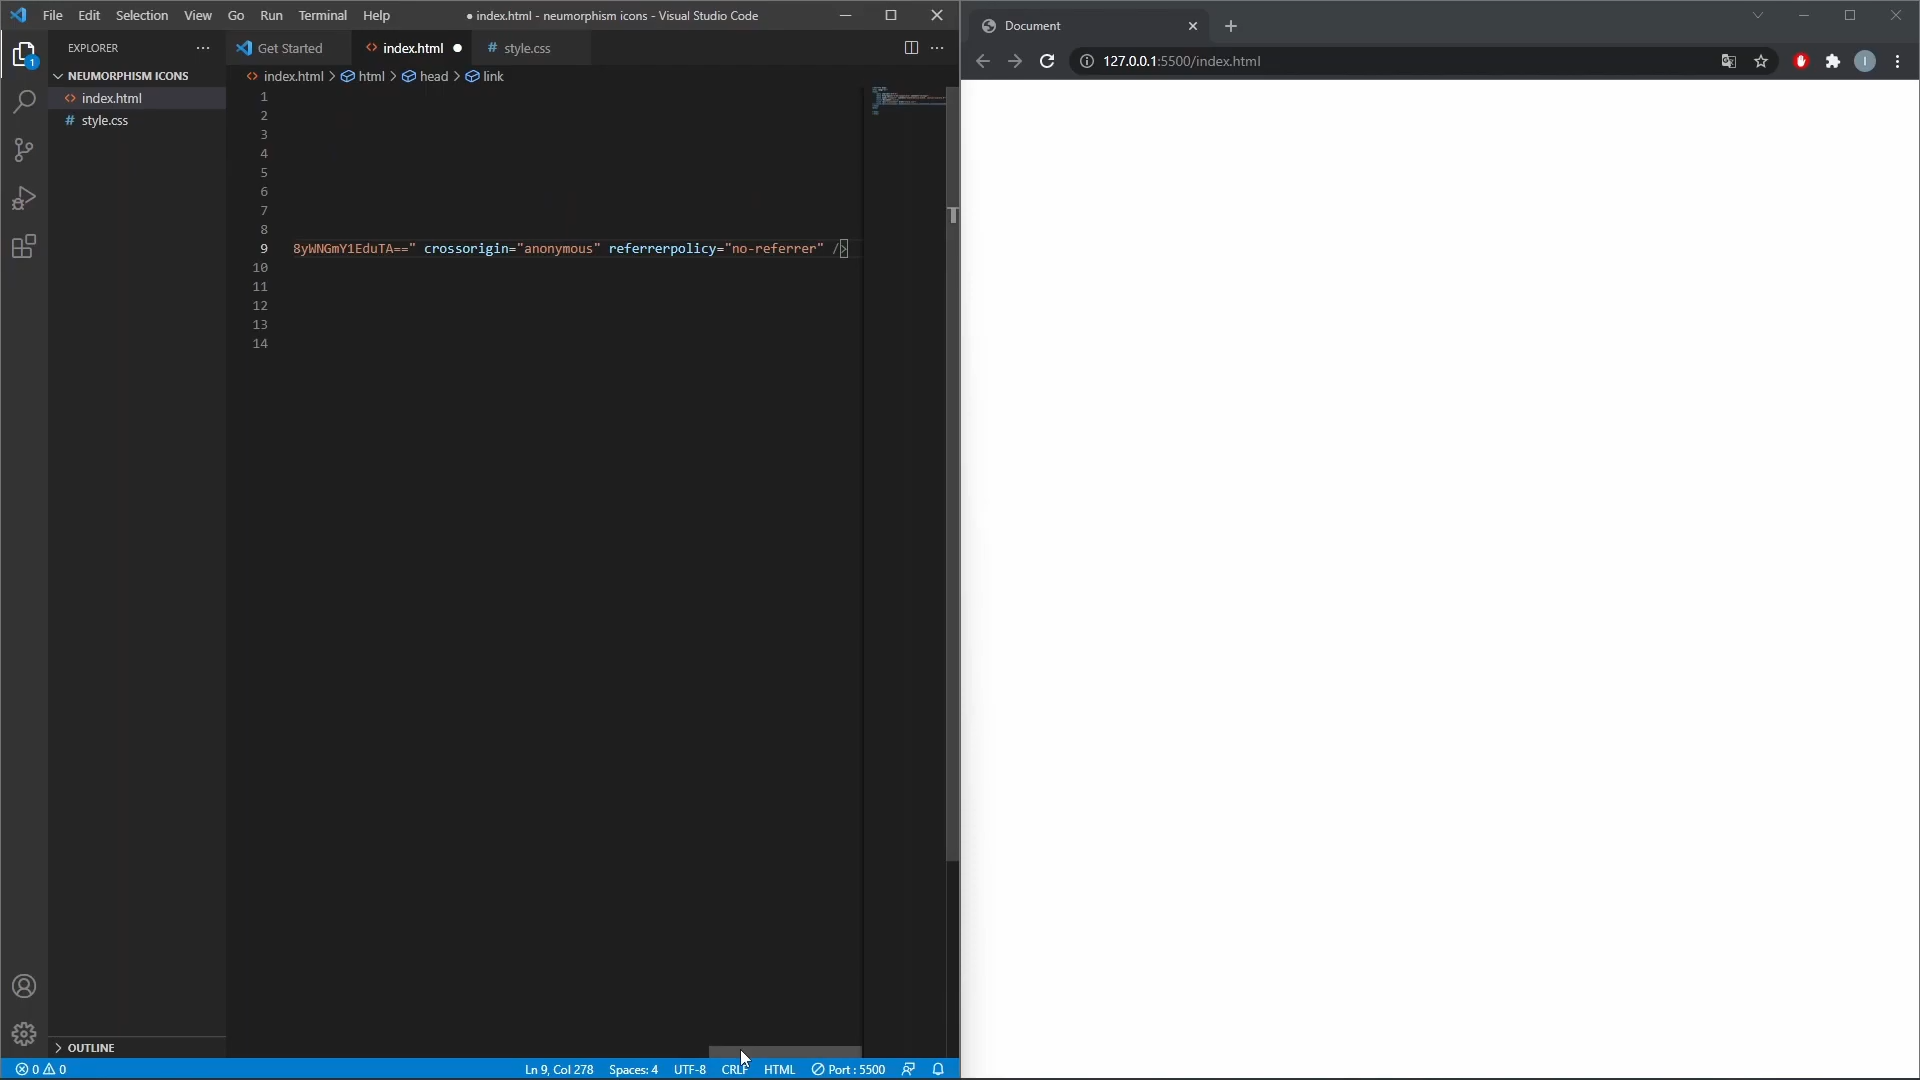 File Edit Selection View Go Run Terminal Help
● index.html - neumorphism icons - Visual Studio Code
EXPLORER
Get Started
index.html
# style.css
NEUMORPHISM ICONS
index.html
# style.css
index.html > html > head > link
1
2
3
4
5
6
7
8
9 8yWNGmY1EduTA==" crossorigin="anonymous" referrerpolicy="no-referrer" />
10
11
12
13
14
1
OUTLINE
0 0
Ln 9, Col 278
Spaces: 4
UTF-8
CRLF
HTML
Port : 5500
Document
127.0.0.1:5500/index.html
I